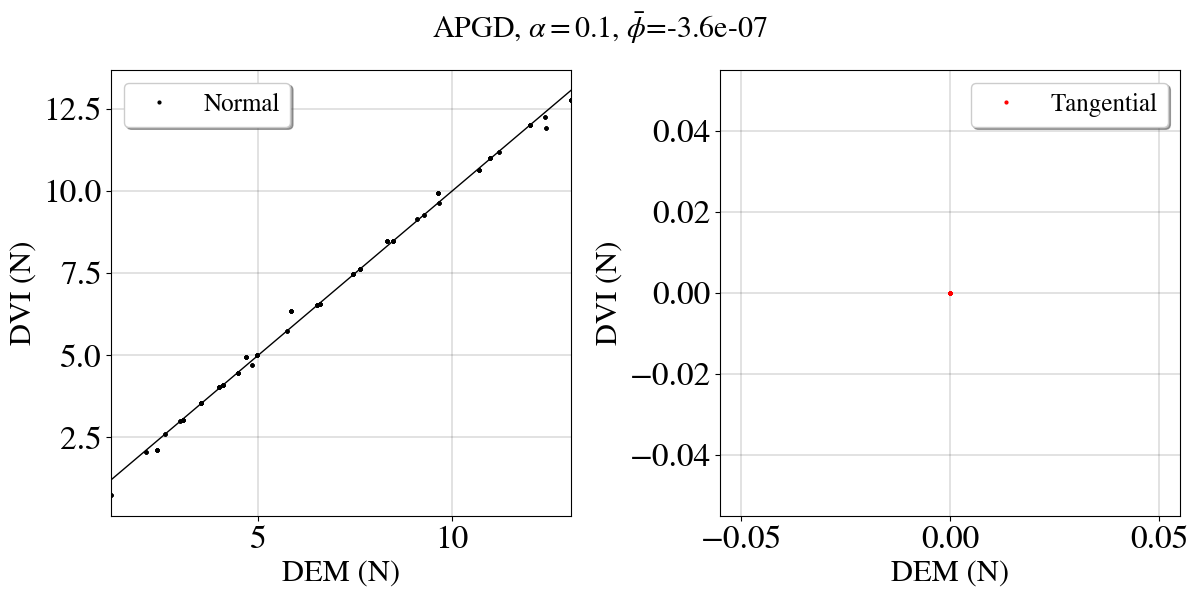 APGD, α = 0.1, ϕ̄=-3.6e-07
Normal
12.5
10.0
7.5
5.0
2.5
5
10
DVI (N)
DEM (N)
Tangential
0.04
0.02
0.00
−0.02
−0.04
−0.05
0.00
0.05
DVI (N)
DEM (N)